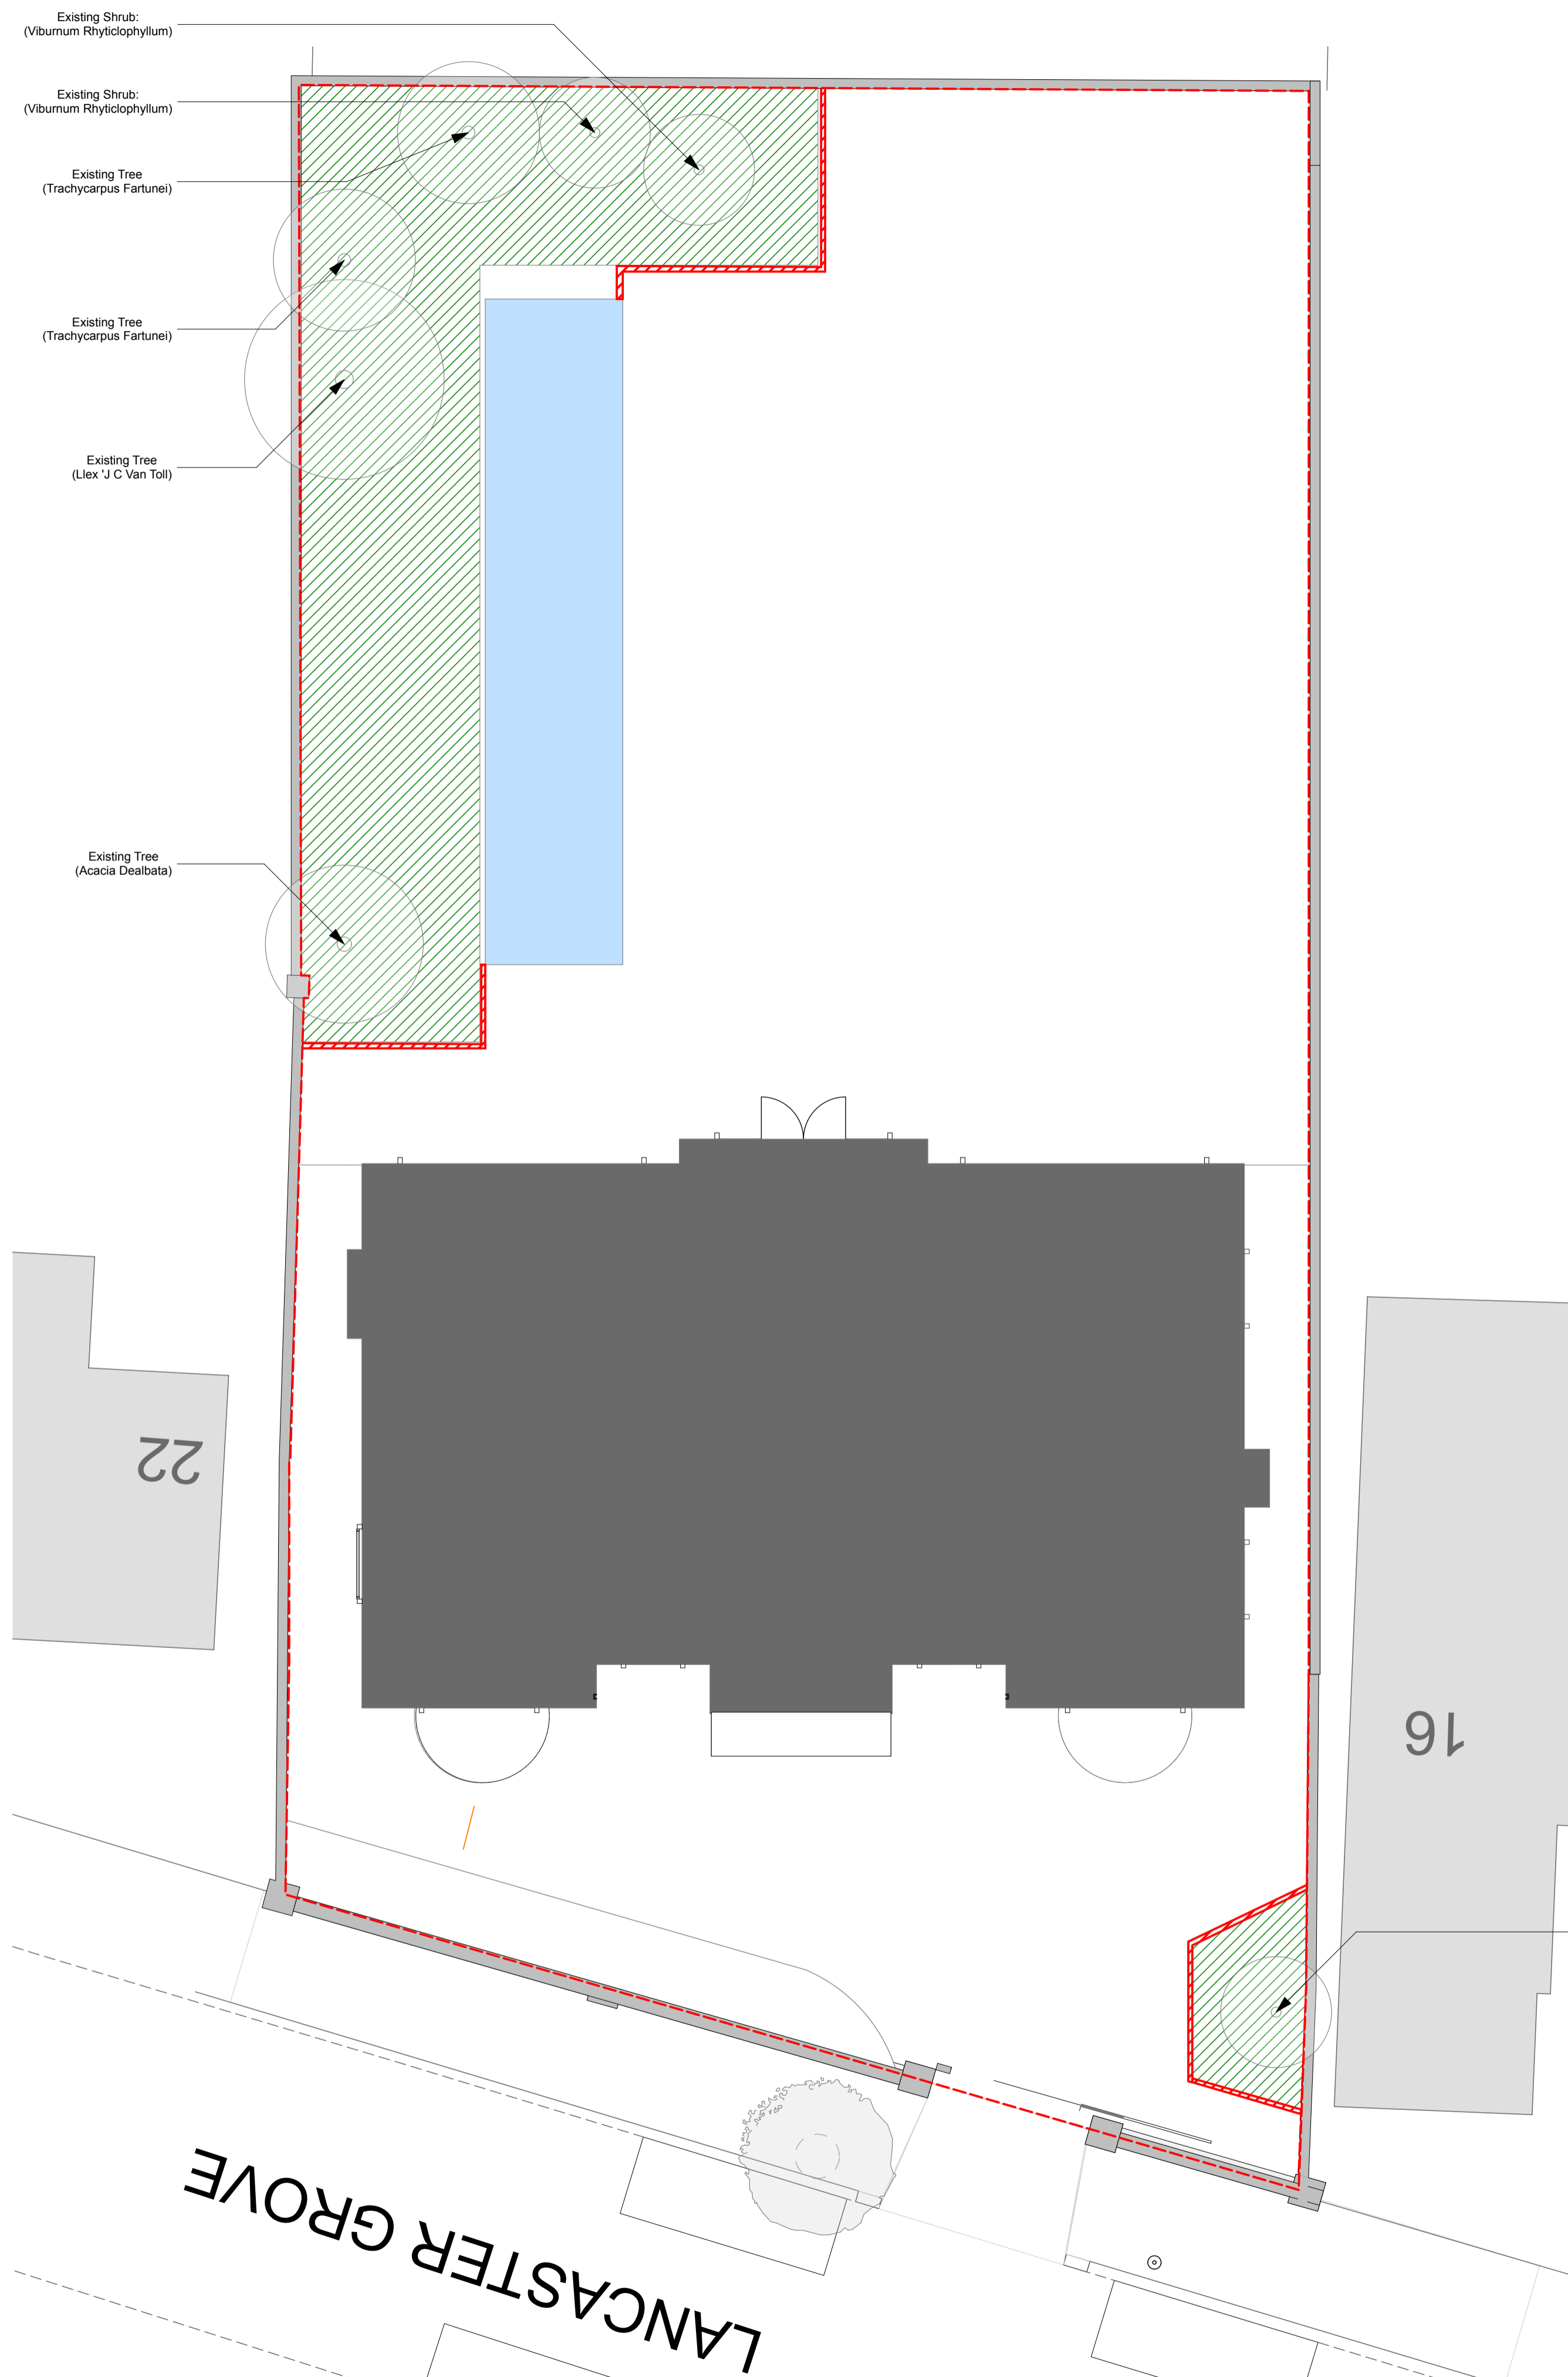 Existing Shrub:
(Viburnum Rhyticlophyllum)
Existing Shrub:
(Viburnum Rhyticlophyllum)
Existing Tree
(Trachycarpus Fartunei)
Existing Tree
(Trachycarpus Fartunei)
Existing Tree
(Llex 'J C Van Toll)
Existing Tree
(Acacia Dealbata)
22
16
LANCASTER GROVE